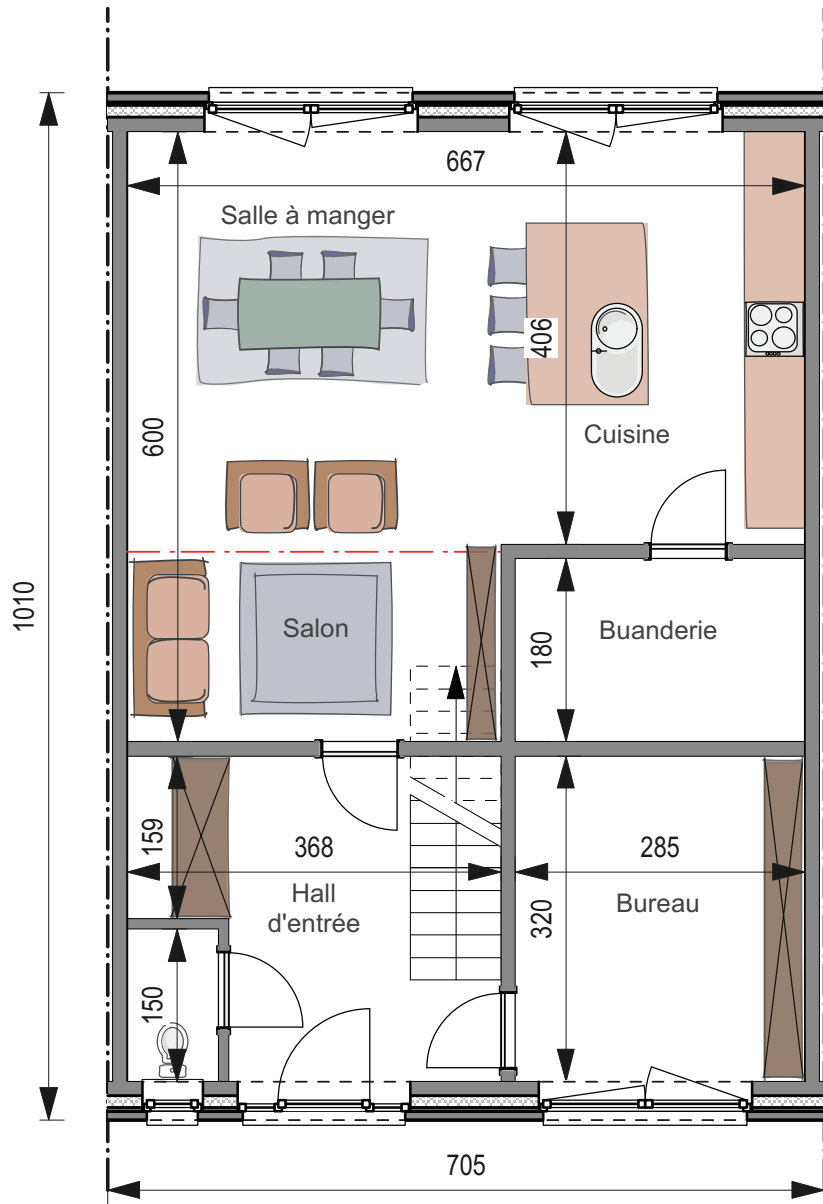 667
Salle à manger
406
600
Cuisine
1010
Salon
Buanderie
180
159
368
285
Hall
d'entrée
Bureau
320
150
705